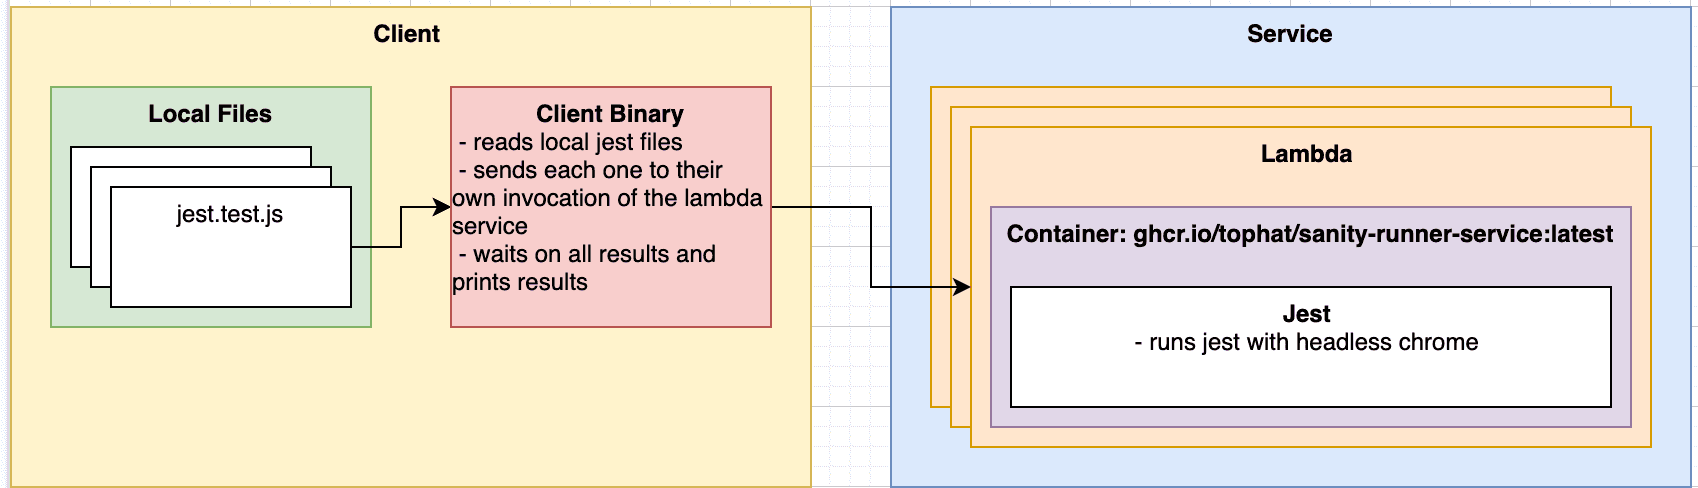 Client
Local Files
jest.test.js
Client Binary
- reads local jest files
- sends each one to their
own invocation of the lambda
service
- waits on all results and
prints results
Service
Lambda
Container: ghcr.io/tophat/sanity-runner-service:latest
Jest
- runs jest with headless chrome